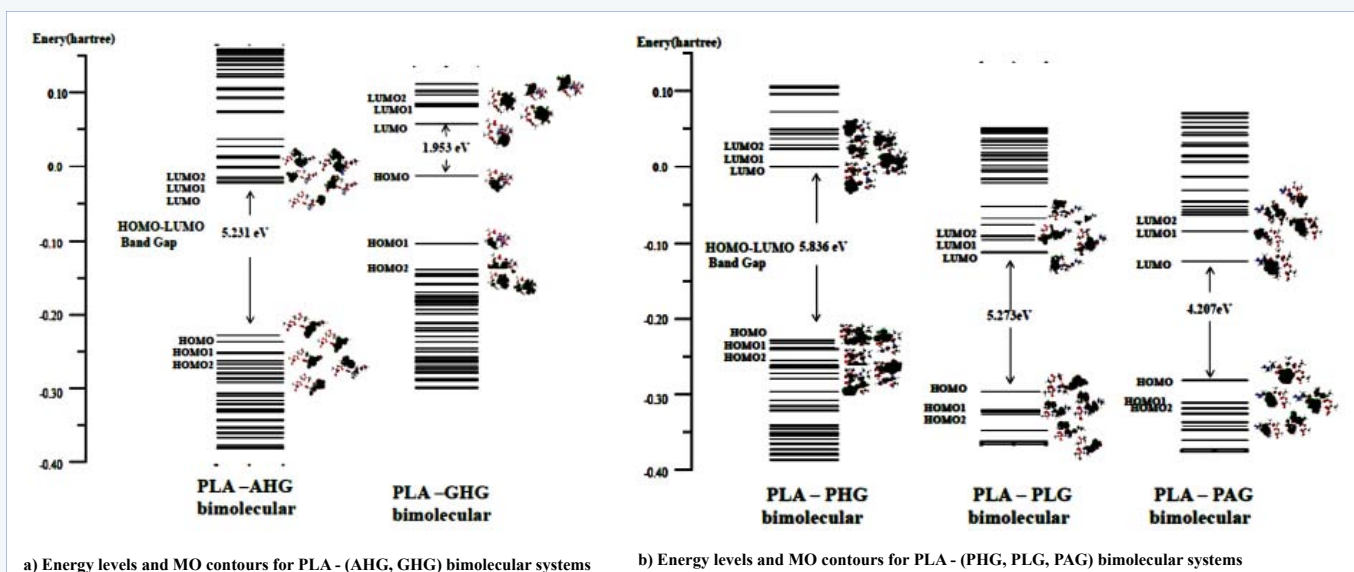 Enery(hartree)
0.10
0.0
-0.10
-0.20
-0.30
-0.40
LUMO2
LUMO1
LUMO
HOMO-LUMO
Band Gap
5.231 eV
HOMO
HOMO1
HOMO2
PLA –AHG
bimolecular
LUMO2
LUMO1
LUMO
1.953 eV
HOMO
HOMO1
HOMO2
PLA –GHG
bimolecular
a) Energy levels and MO contours for PLA - (AHG, GHG) bimolecular systems
Enery(hartree)
0.10
0.0
-0.10
-0.20
-0.30
-0.40
LUMO2
LUMO1
LUMO
HOMO-LUMO
Band Gap
5.836 eV
HOMO
HOMO1
HOMO2
PLA – PHG
bimolecular
LUMO2
LUMO1
LUMO
5.273eV
HOMO
HOMO1
HOMO2
PLA – PLG
bimolecular
LUMO2
LUMO1
LUMO
4.207eV
HOMO
HOMO1
HOMO2
PLA – PAG
bimolecular
b) Energy levels and MO contours for PLA - (PHG, PLG, PAG) bimolecular systems